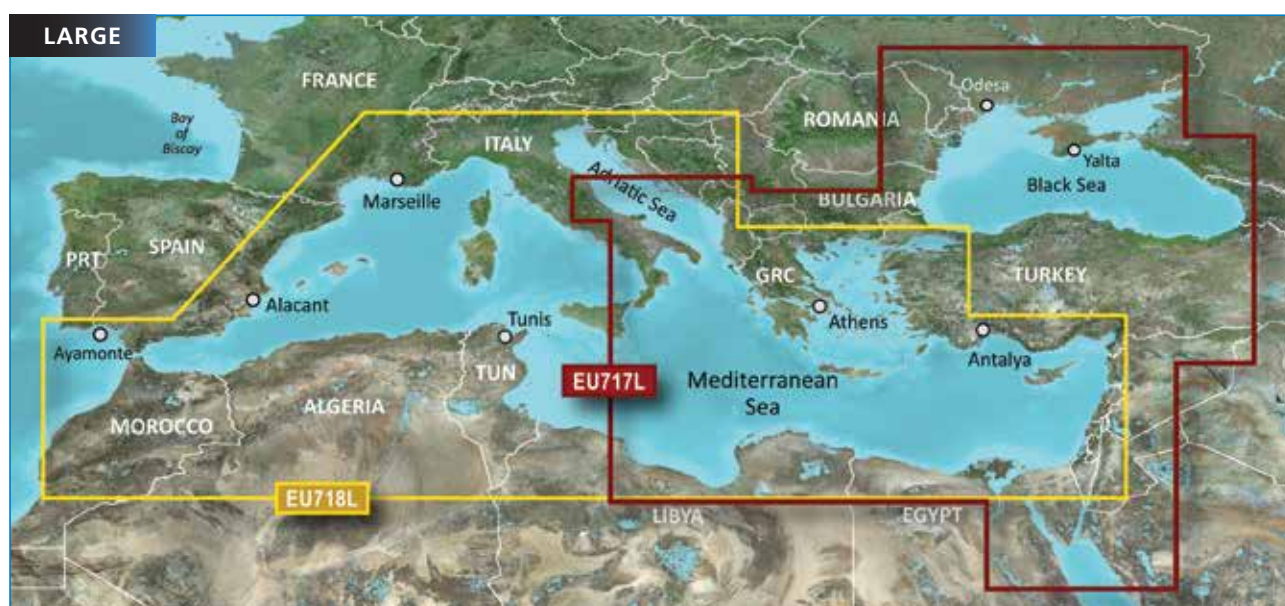 LARGE
FRANCE
Bay
of
Biscay
ROMANIA
Odesa
ITALY
Yalta
Black Sea
Marseille
Adriatic Sea
BULGARIA
SPAIN
PRT
GRC
TURKEY
Alacant
Tunis
Athens
Ayamonte
Antalya
TUN
EU717L
Mediterranean
Sea
ALGERIA
MOROCCO
EU718L
LIBYA
EGYPT